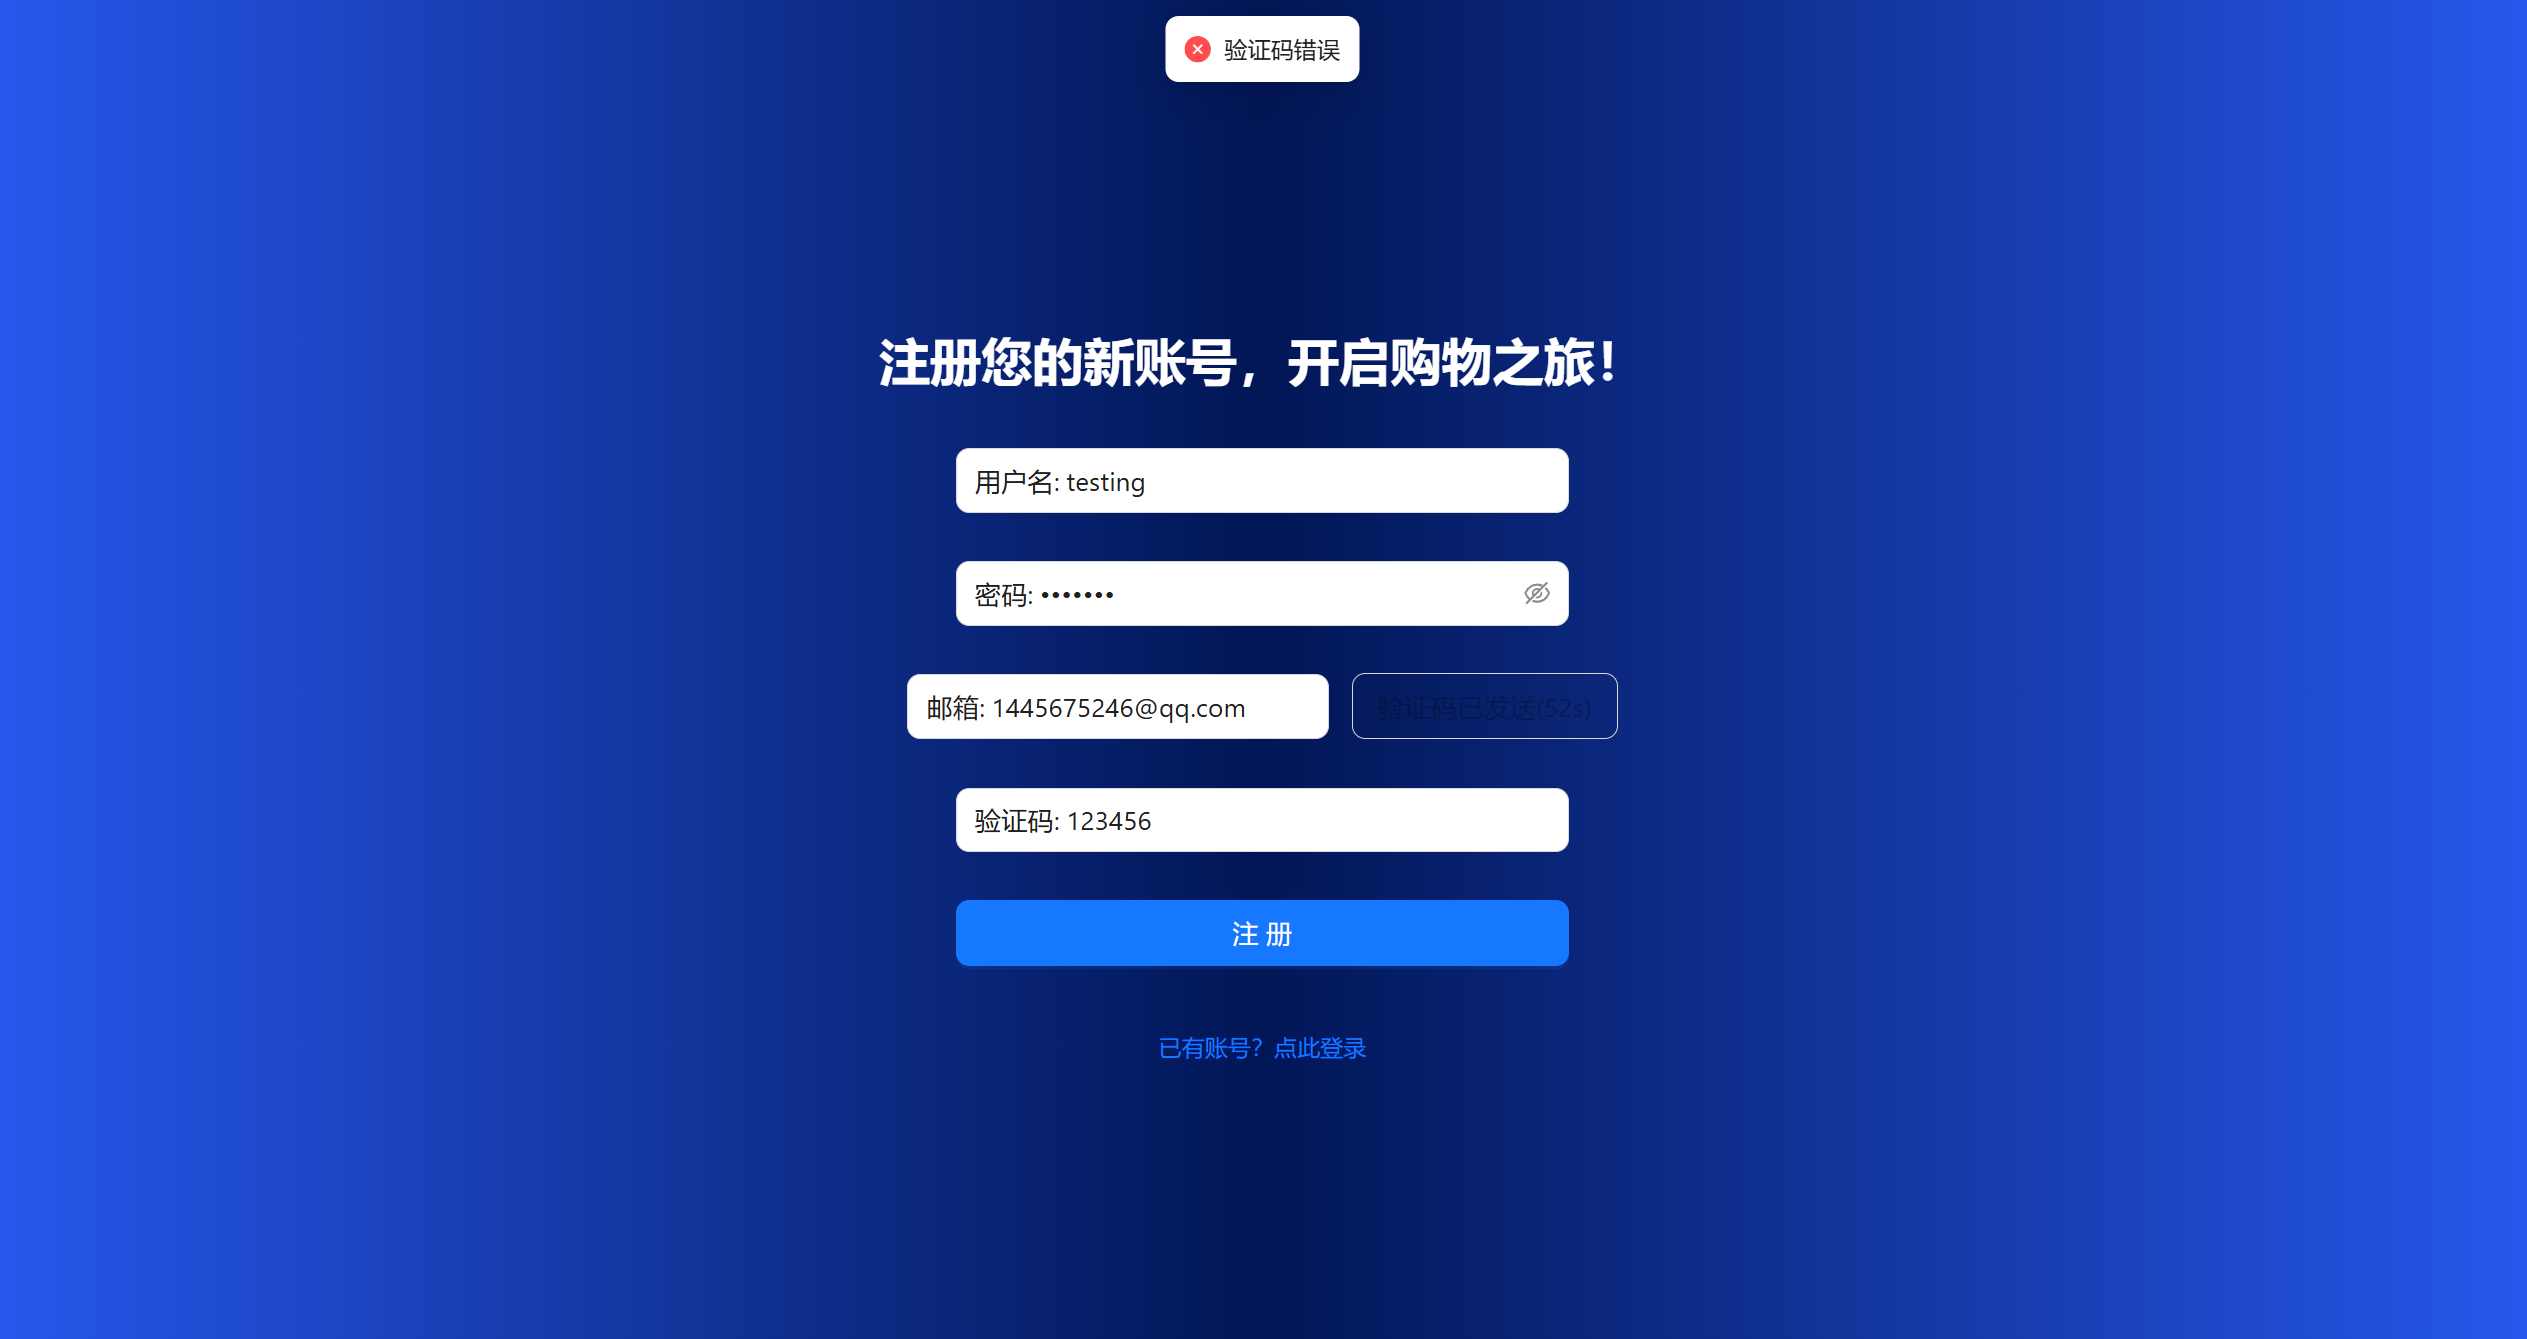 验证码错误
注册您的新账号，开启购物之旅！
用户名: testing
密码: •••••••
邮箱: 1445675246@qq.com
验证码已发送(52s)
验证码: 123456
注 册
已有账号？点此登录